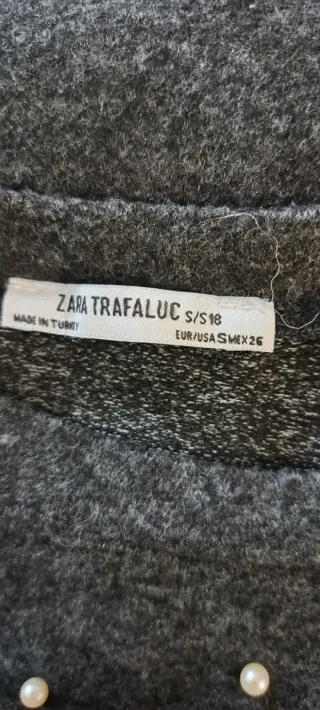 ZARA TRAFALUC S/S18
MADE IN TURKEY
EUR/USA S MEX 26